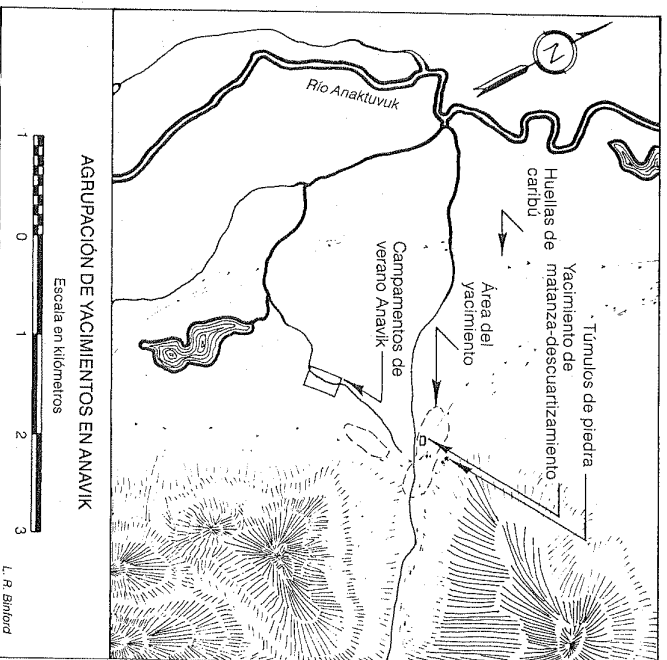 N
Río Anaktuvuk
Huellas de
caribú
Yacimiento de
matanza-descuartizamiento
Túmulos de piedra
Área del
yacimiento
Campamentos de
verano Anavik
AGRUPACIÓN DE YACIMIENTOS EN ANAVIK
Escala en kilómetros
1 0 1 2 3
L. R. Binford